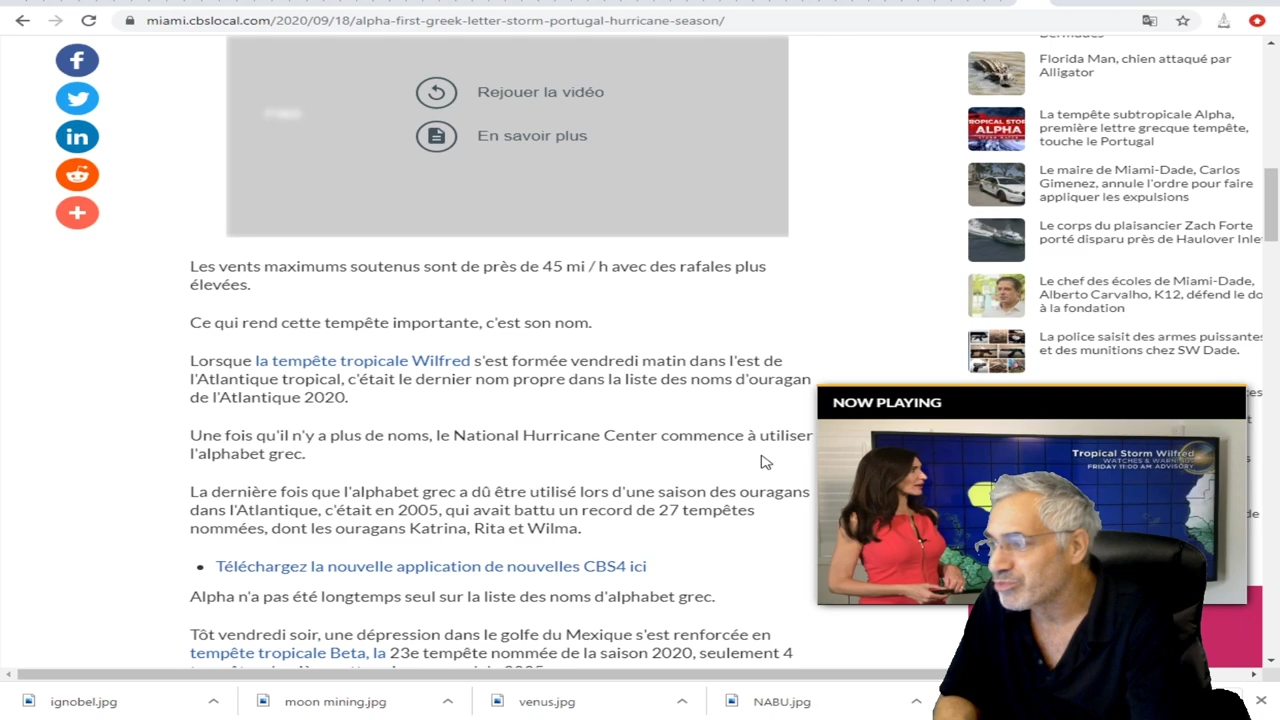 miami.cbslocal.com/2020/09/18/alpha-first-greek-letter-storm-portugal-hurricane-season/
Rejouer la vidéo
En savoir plus
Les vents maximums soutenus sont de près de 45 mi / h avec des rafales plus
élevées.
Ce qui rend cette tempête importante, c'est son nom.
Lorsque la tempête tropicale Wilfred s'est formée vendredi matin dans l'est de
l'Atlantique tropical, c'était le dernier nom propre dans la liste des noms d'ouragan
de l'Atlantique 2020.
Une fois qu'il n'y a plus de noms, le National Hurricane Center commence à utiliser
l'alphabet grec.
La dernière fois que l'alphabet grec a dû être utilisé lors d'une saison des ouragans
dans l'Atlantique, c'était en 2005, qui avait battu un record de 27 tempêtes
nommées, dont les ouragans Katrina, Rita et Wilma.
• Téléchargez la nouvelle application de nouvelles CBS4 ici
Alpha n'a pas été longtemps seul sur la liste des noms d'alphabet grec.
Tôt vendredi soir, une dépression dans le golfe du Mexique s'est renforcée en
tempête tropicale Beta, la 23e tempête nommée de la saison 2020, seulement 4
Florida Man, chien attaqué par
Alligator
TROPICAL STOR
ALPHA
La tempête subtropicale Alpha,
première lettre grecque tempête,
touche le Portugal
Le maire de Miami-Dade, Carlos
Gimenez, annule l'ordre pour faire
appliquer les expulsions
Le corps du plaisancier Zach Forte
porté disparu près de Haulover Inle
Le chef des écoles de Miami-Dade,
Alberto Carvalho, K12, défend le do
à la fondation
La police saisit des armes puissantes
et des munitions chez SW Dade.
NOW PLAYING
Tropical Storm Wilfred
WATCHES & WARNINGS
FRIDAY 11:00 AM ADVISORY
ignobel.jpg
moon mining.jpg
venus.jpg
NABU.jpg